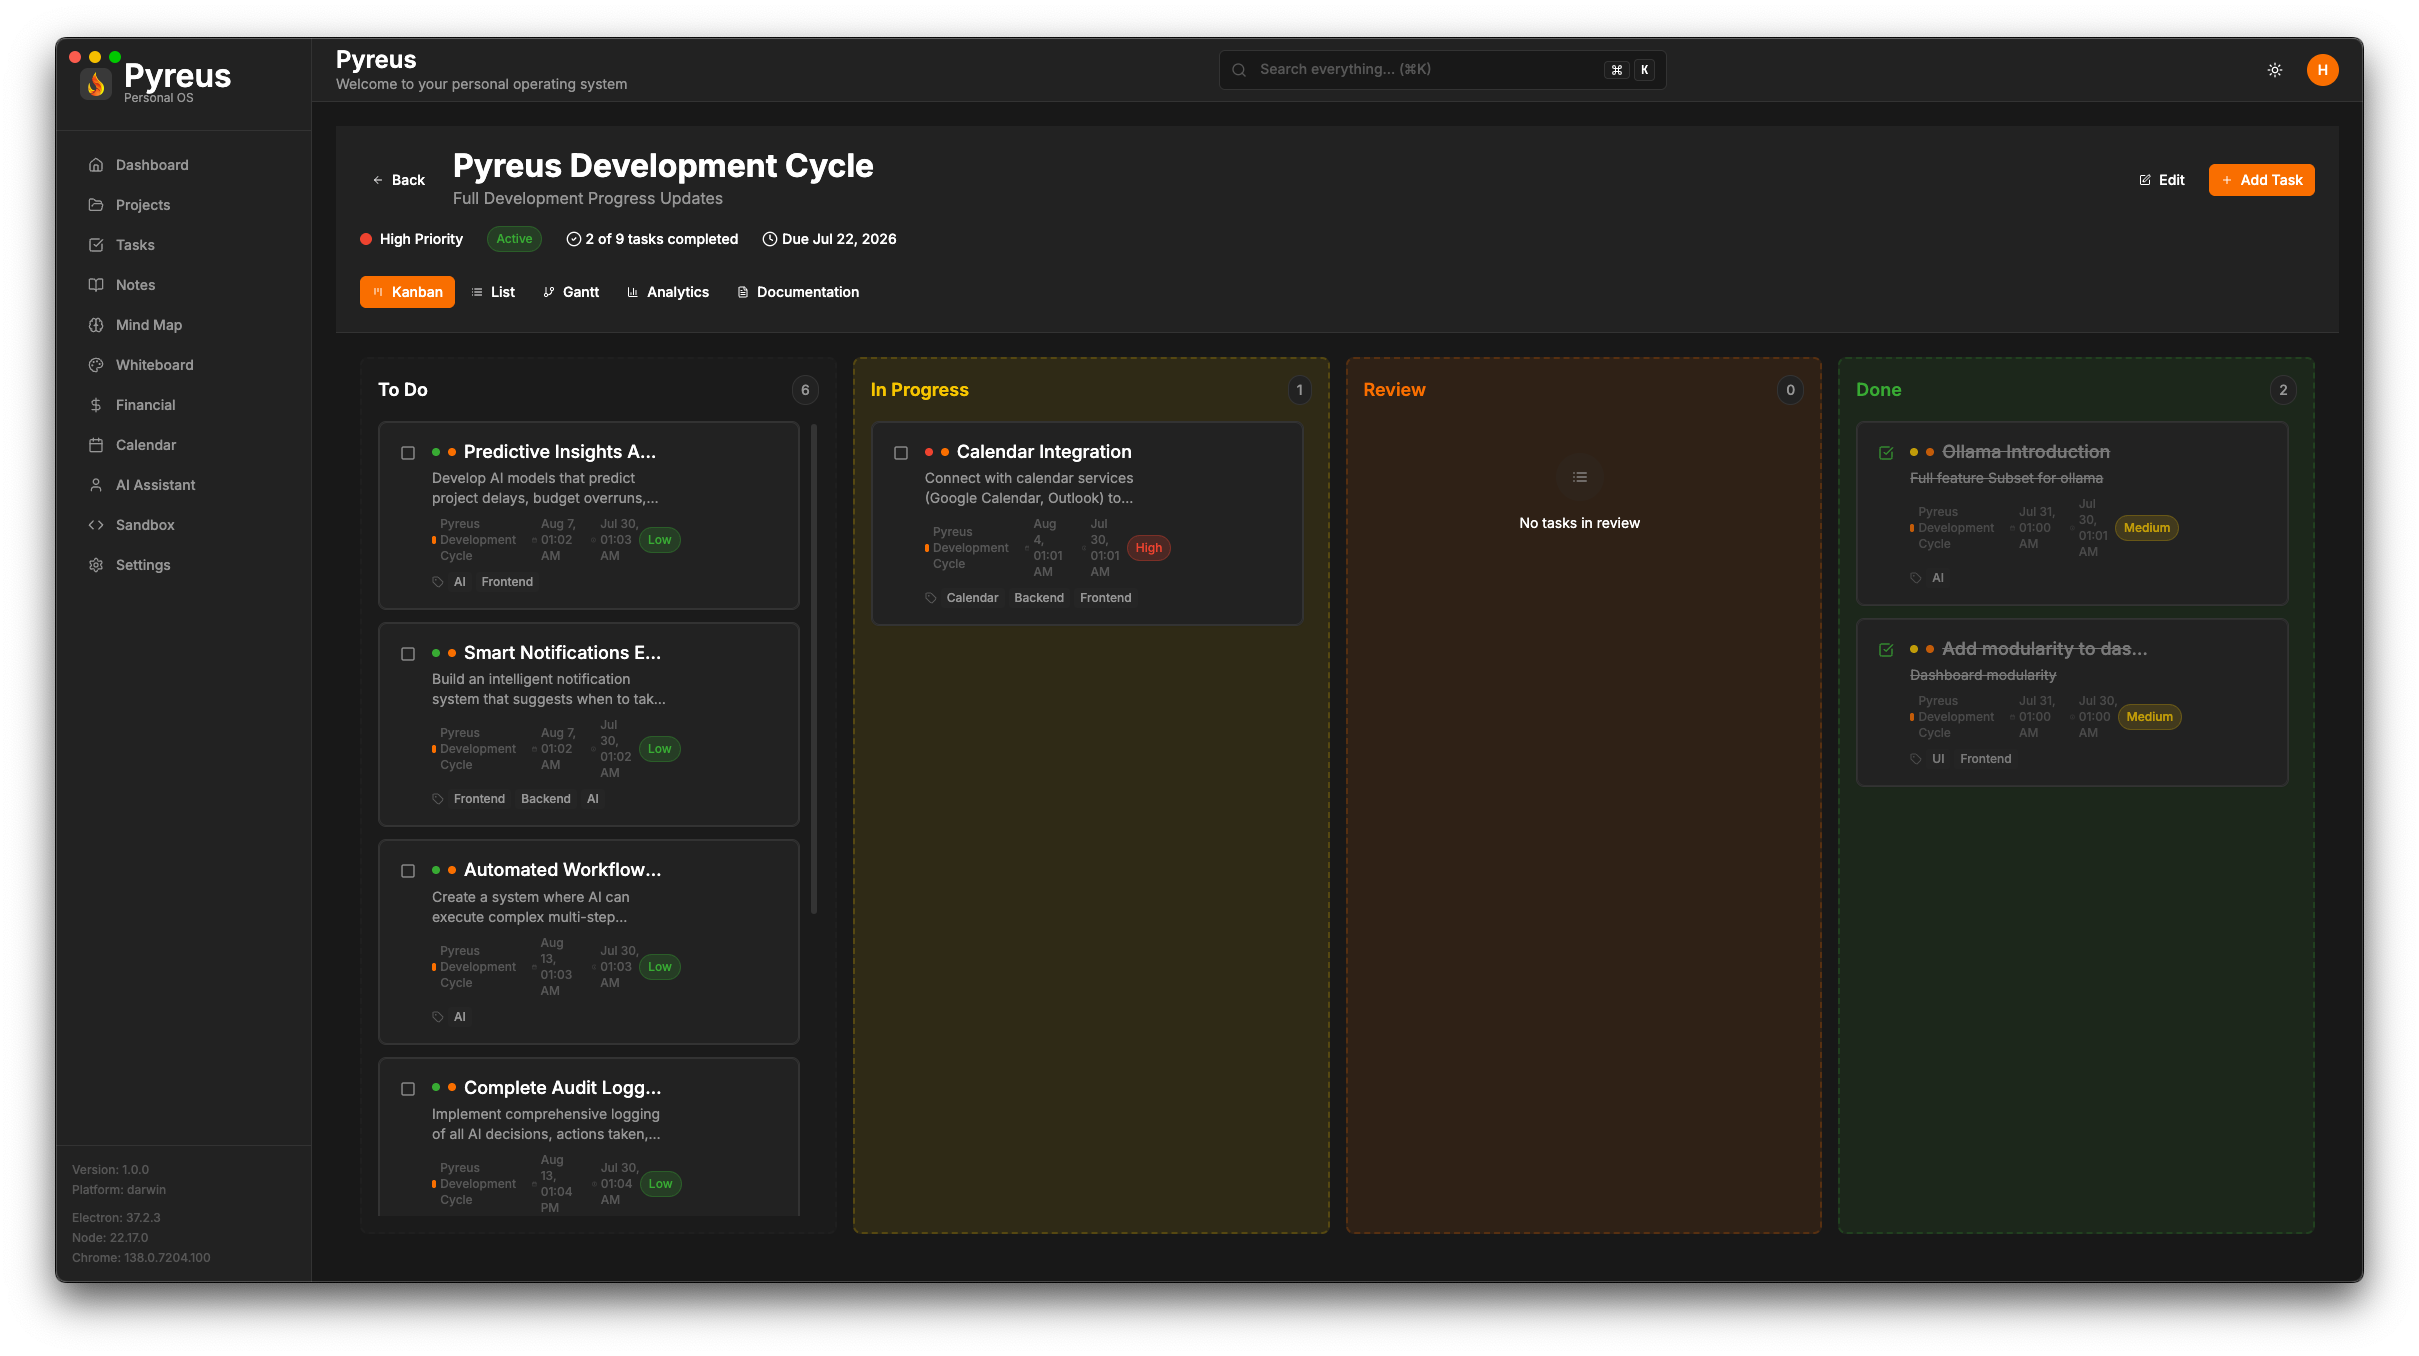 Pyreus
Personal OS
Dashboard
Projects
Tasks
Notes
Mind Map
Whiteboard
Financial
Calendar
AI Assistant
Sandbox
Settings
Version: 1.0.0
Platform: darwin
Electron: 37.2.3
Node: 22.17.0
Chrome: 138.0.7204.100
Pyreus
Welcome to your personal operating system
Search everything... (⌘K)
⌘ K
H
Back
Pyreus Development Cycle
Full Development Progress Updates
Edit
+ Add Task
High Priority
Active
2 of 9 tasks completed
Due Jul 22, 2026
Kanban
List
Gantt
Analytics
Documentation
To Do
6
Predictive Insights A...
Develop AI models that predict
project delays, budget overruns,...
Pyreus
Development
Cycle
Aug 7,
01:02
AM
Jul 30,
01:03
AM
Low
AI
Frontend
Smart Notifications E...
Build an intelligent notification
system that suggests when to tak...
Pyreus
Development
Cycle
Aug 7,
01:02
AM
Jul
30,
01:02
AM
Low
Frontend
Backend
AI
Automated Workflow...
Create a system where AI can
execute complex multi-step...
Pyreus
Development
Cycle
Aug
13,
01:03
AM
Jul 30,
01:03
AM
Low
AI
Complete Audit Logg...
Implement comprehensive logging
of all AI decisions, actions taken,...
Pyreus
Development
Cycle
Aug
13,
01:04
PM
Jul 30,
01:04
AM
Low
In Progress
1
Calendar Integration
Connect with calendar services
(Google Calendar, Outlook) to...
Pyreus
Development
Cycle
Aug
4,
01:01
AM
Jul
30,
01:01
AM
High
Calendar
Backend
Frontend
Review
0
No tasks in review
Done
2
Ollama Introduction
Full feature Subset for ollama
Pyreus
Development
Cycle
Jul 31,
01:00
AM
Jul
30,
01:01
AM
Medium
AI
Add modularity to das...
Dashboard modularity
Pyreus
Development
Cycle
Jul 31,
01:00
AM
Jul 30,
01:00
AM
Medium
UI
Frontend